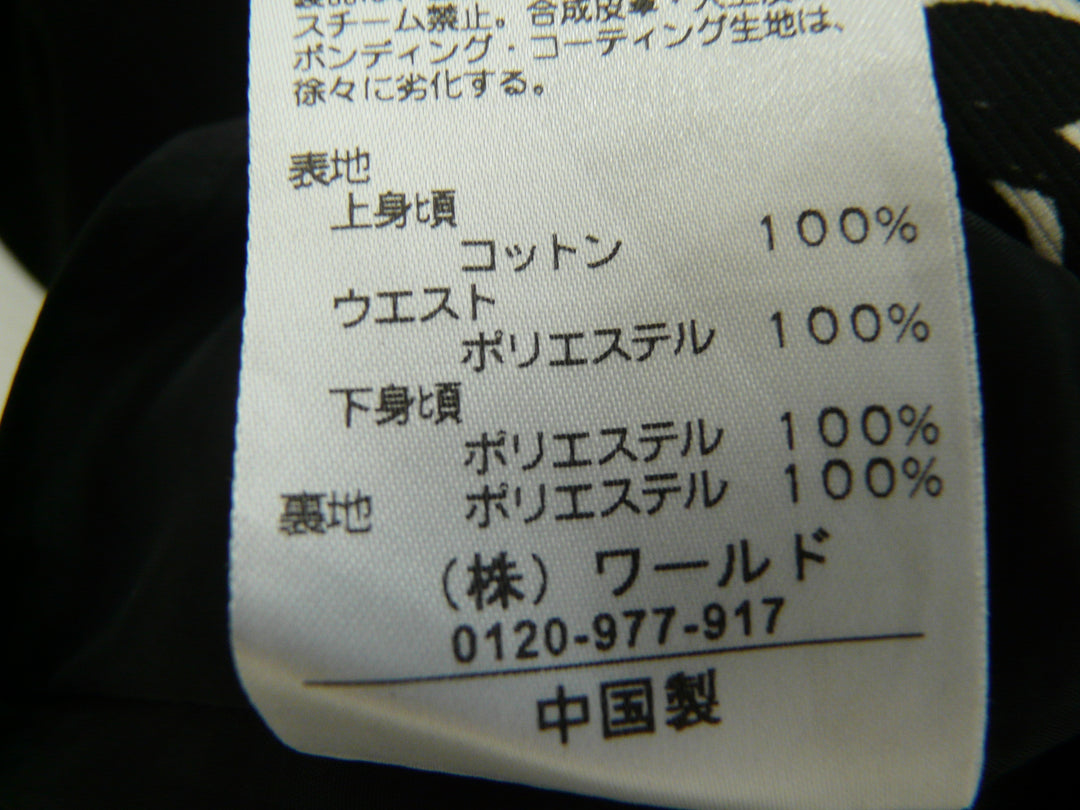 スチーム禁止。合成皮革・
ボンディング・コーティング生地は、
徐々に劣化する。
表地
上身頃
コットン 100%
ウエスト
ポリエステル 100%
下身頃
ポリエステル 100%
裏地 ポリエステル 100%
(株) ワールド
0120-977-917
中国製